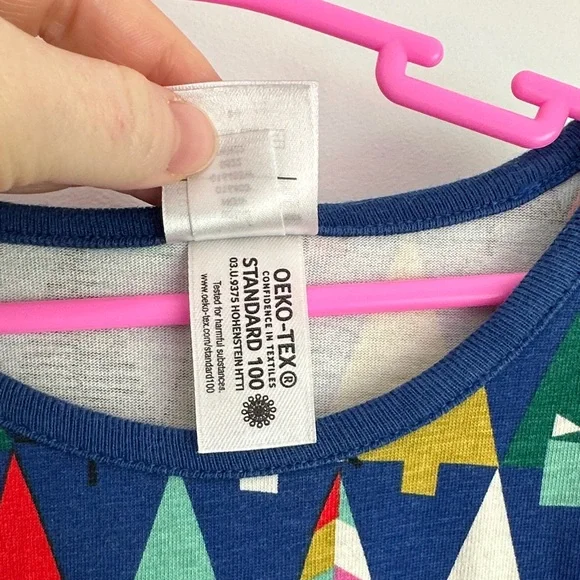 OEKO-TEX®
CONFIDENCE IN TEXTILES
STANDARD 100
03.U.9375 HOHENSTEIN HTTI
Tested for harmful substances.
www.oeko-tex.com/standard100